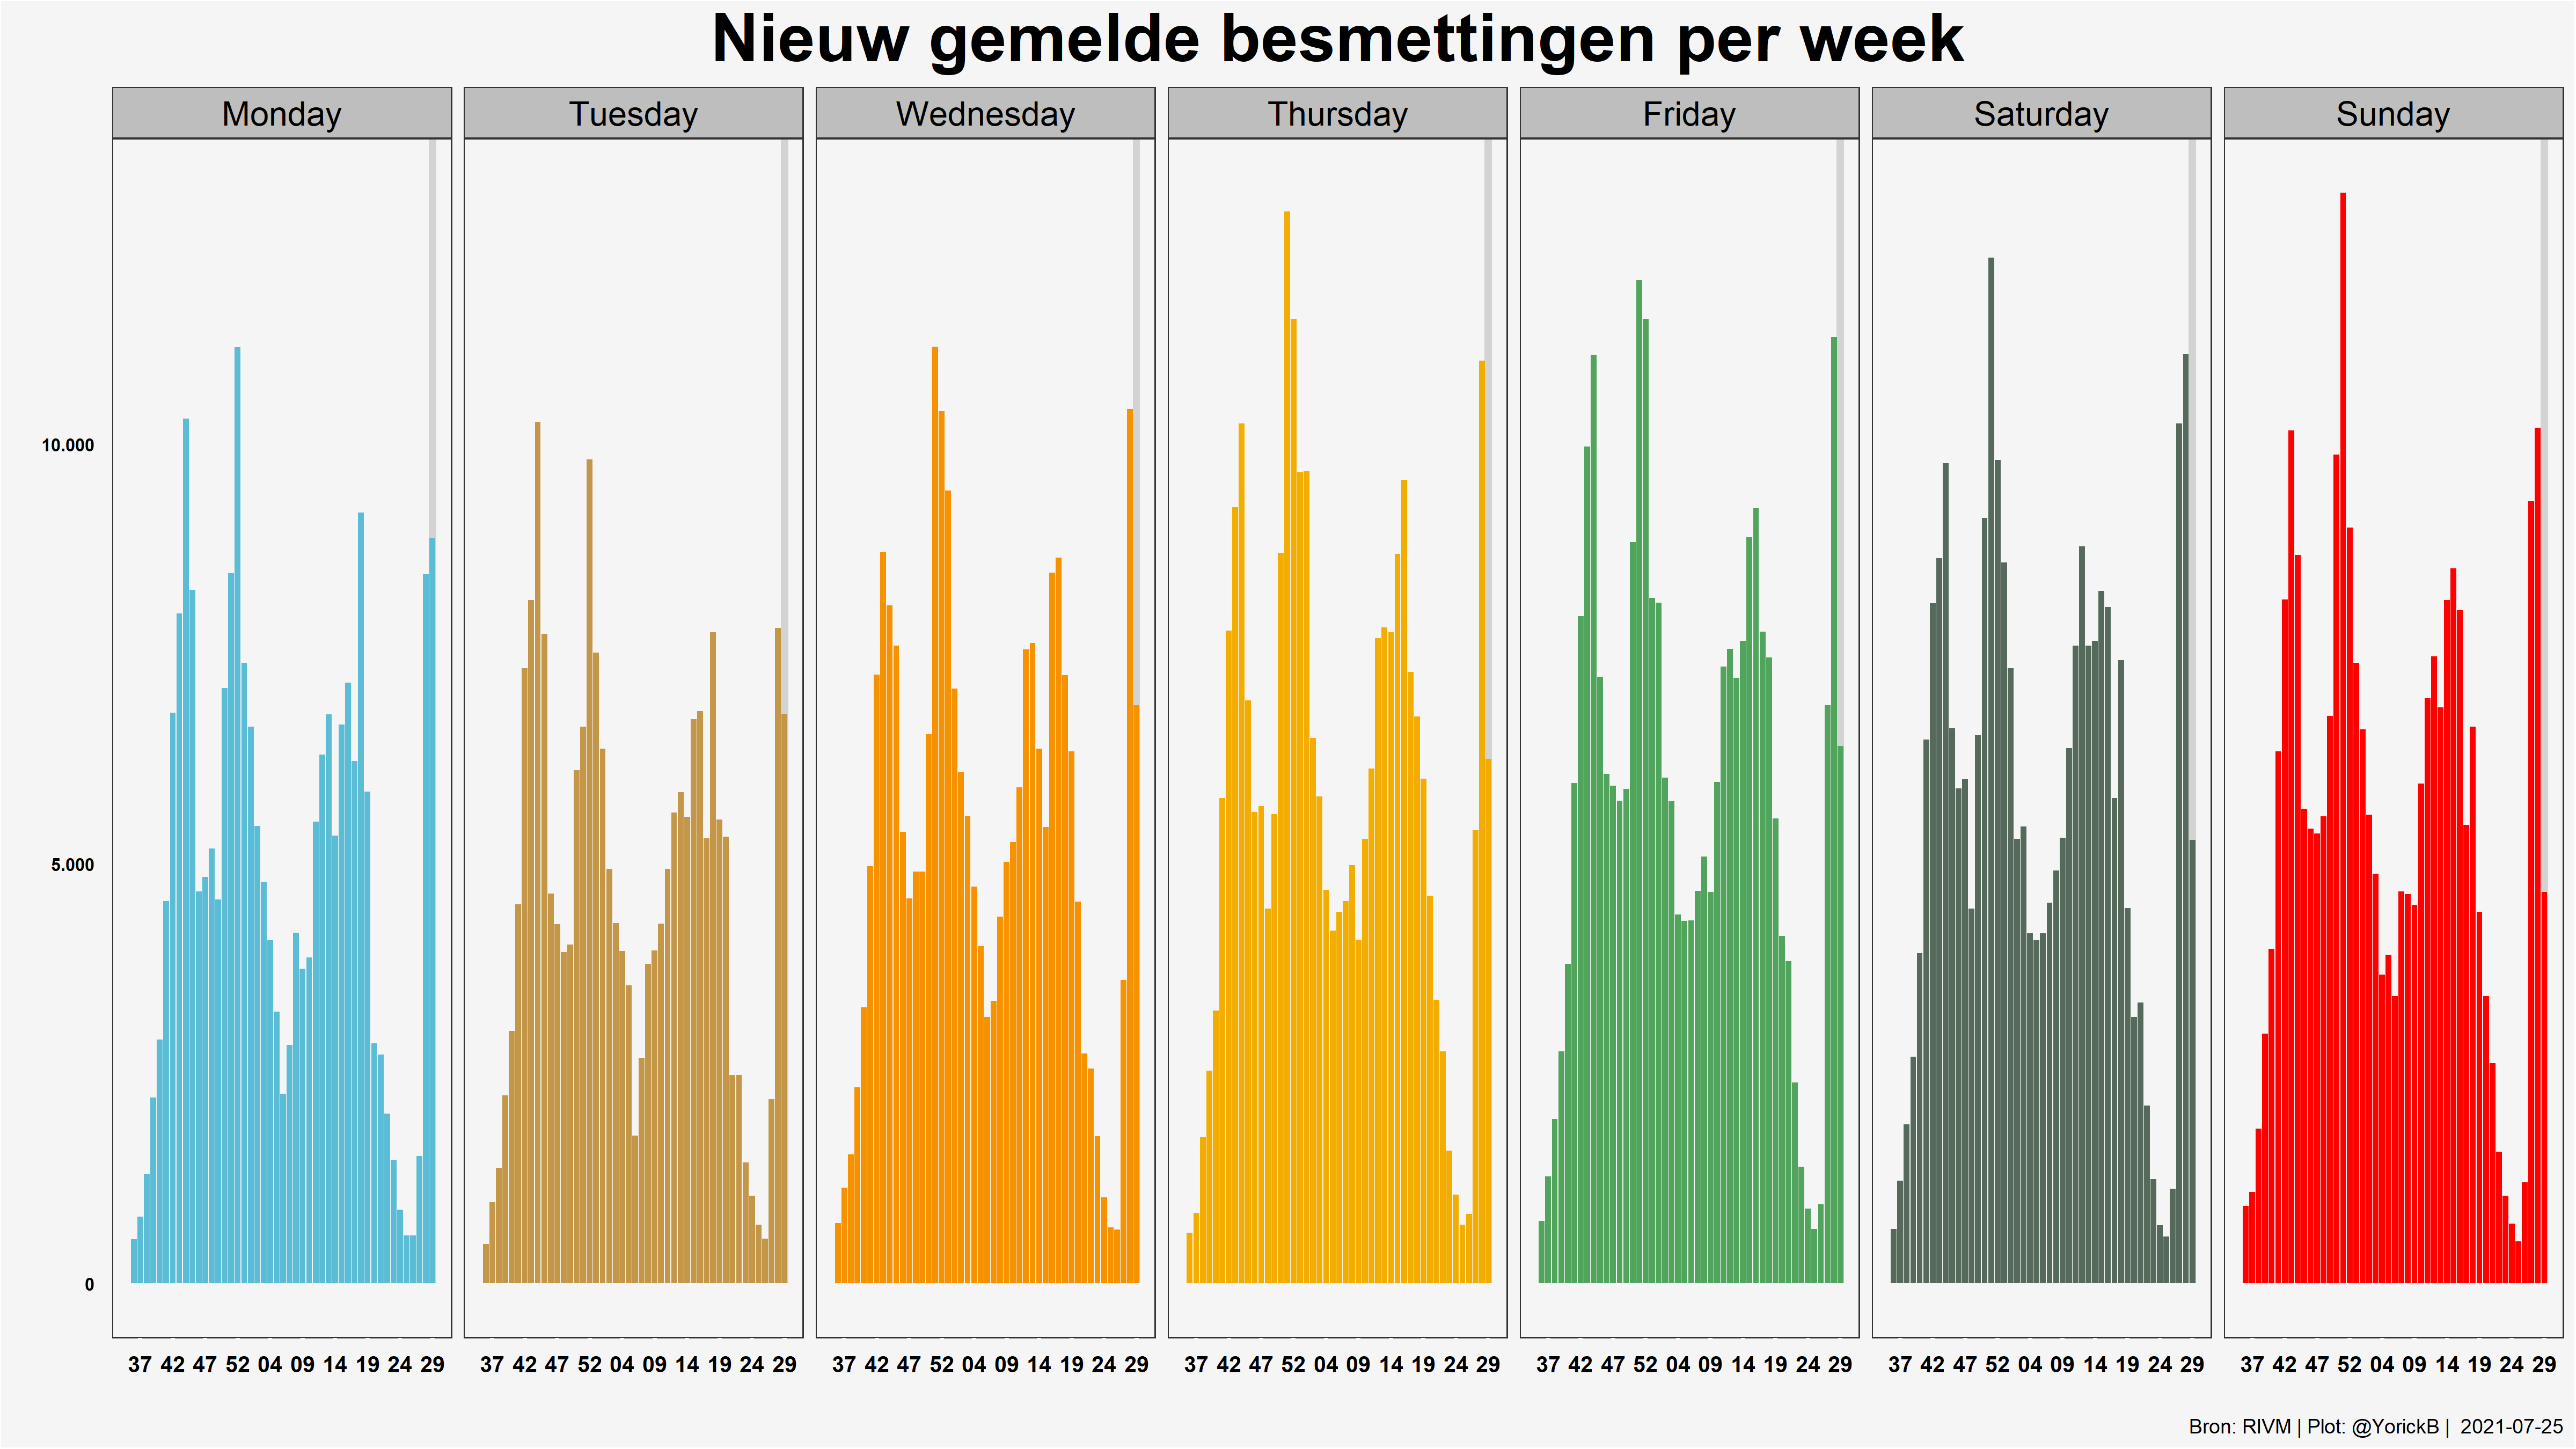 Nieuw gemelde besmettingen per week
Monday Tuesday Wednesday Thursday Friday Saturday Sunday
10.000
5.000
0
37 42 47 52 04 09 14 19 24 29 37 42 47 52 04 09 14 19 24 29 37 42 47 52 04 09 14 19 24 29 37 42 47 52 04 09 14 19 24 29 37 42 47 52 04 09 14 19 24 29 37 42 47 52 04 09 14 19 24 29 37 42 47 52 04 09 14 19 24 29
Bron: RIVM | Plot: @YorickB | 2021-07-25